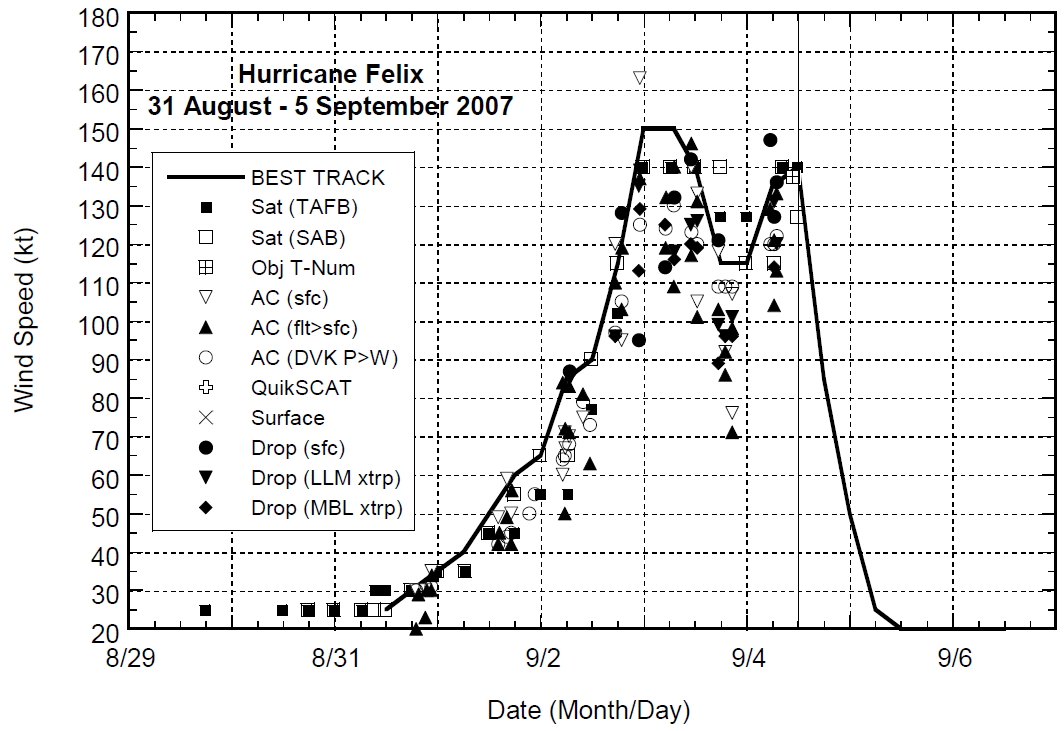 180
170
160
150
140
130
120
110
100
90
80
70
60
50
40
30
20
Wind Speed (kt)
Hurricane Felix
31 August - 5 September 2007
BEST TRACK
Sat (TAFB)
Sat (SAB)
Obj T-Num
AC (sfc)
AC (flt>sfc)
AC (DVK P>W)
QuikSCAT
Surface
Drop (sfc)
Drop (LLM xtrp)
Drop (MBL xtrp)
8/29 8/31 9/2 9/4 9/6
Date (Month/Day)